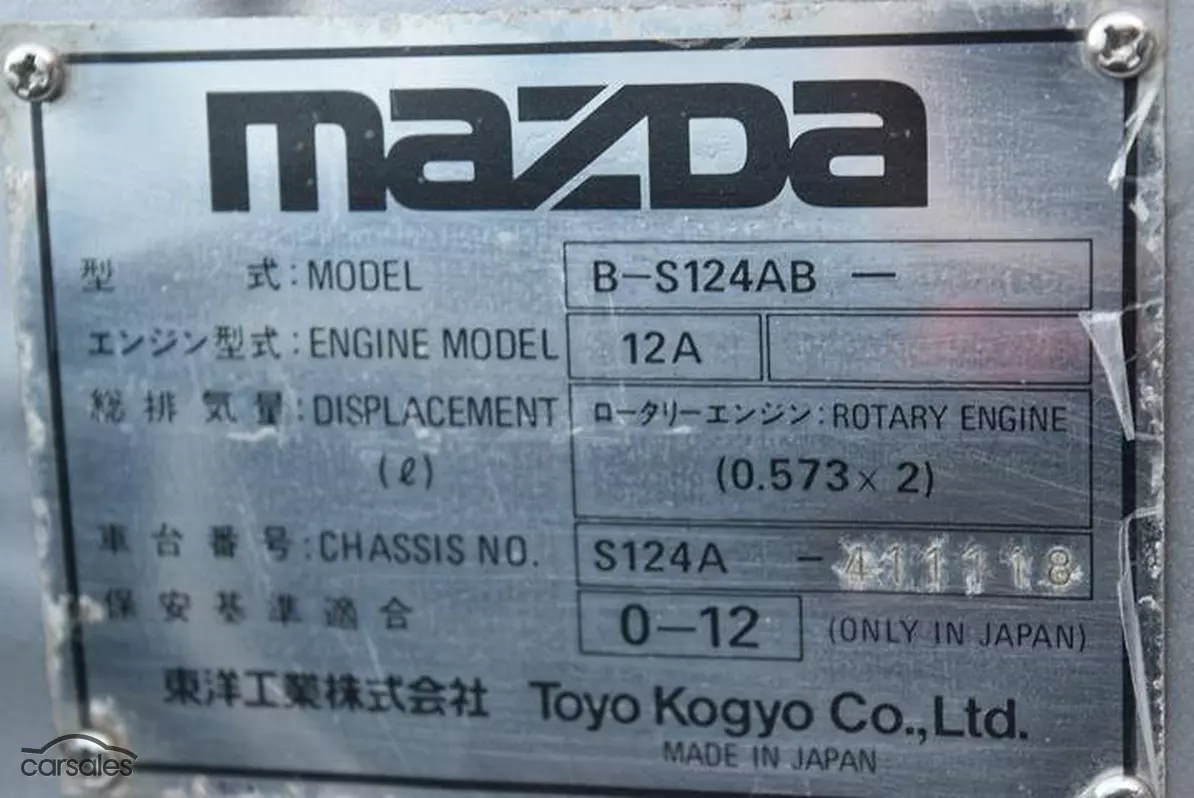 mazda
型 式:MODEL B-S124AB -
エンジン型式:ENGINE MODEL 12A
総排気量:DISPLACEMENT ロータリーエンジン:ROTARY ENGINE
(ℓ) (0.573× 2)
車台番号:CHASSIS NO. S124A -411118
保安基準適合 0-12 (ONLY IN JAPAN)
東洋工業株式会社 Toyo Kogyo Co.,Ltd.
MADE IN JAPAN
carsales